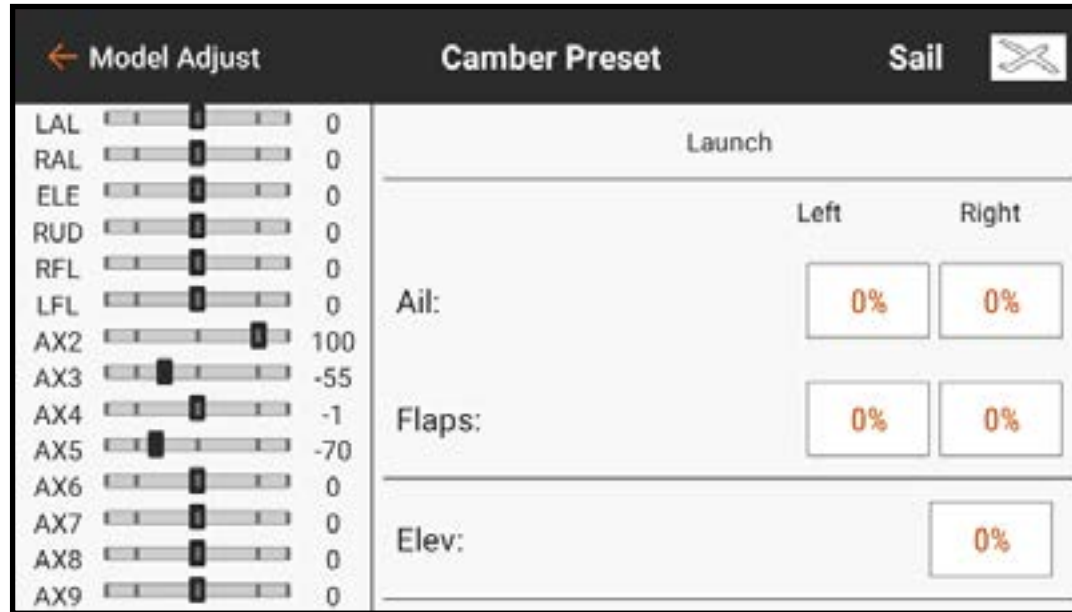 ← Model Adjust Camber Preset Sail
LAL 0
RAL 0
ELE 0
RUD 0
RFL 0
LFL 0
AX2 100
AX3 -55
AX4 -1
AX5 -70
AX6 0
AX7 0
AX8 0
AX9 0
Launch
Left Right
Ail: 0% 0%
Flaps: 0% 0%
Elev: 0%